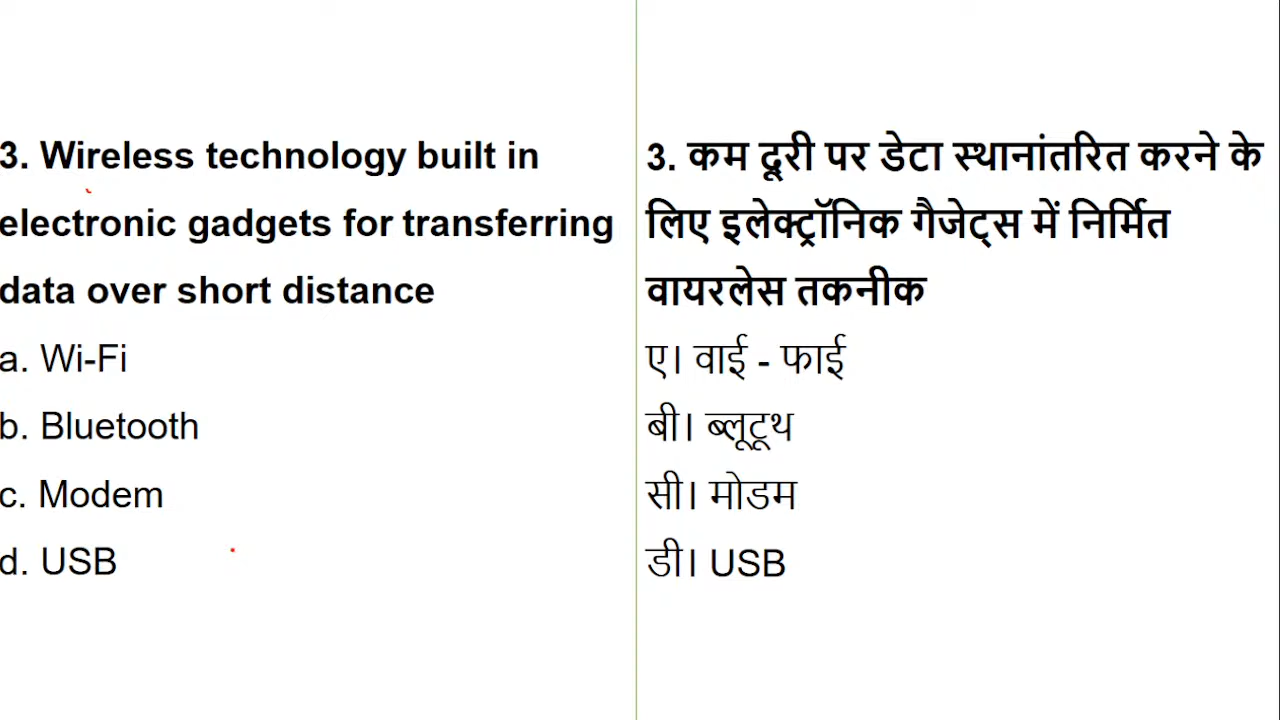 3. Wireless technology built in
electronic gadgets for transferring
data over short distance
a. Wi-Fi
b. Bluetooth
c. Modem
d. USB
3. कम दूरी पर डेटा स्थानांतरित करने के
लिए इलेक्ट्रॉनिक गैजेट्स में निर्मित
वायरलेस तकनीक
ए। वाई - फाई
बी। ब्लूटूथ
सी। मोडम
डी। USB